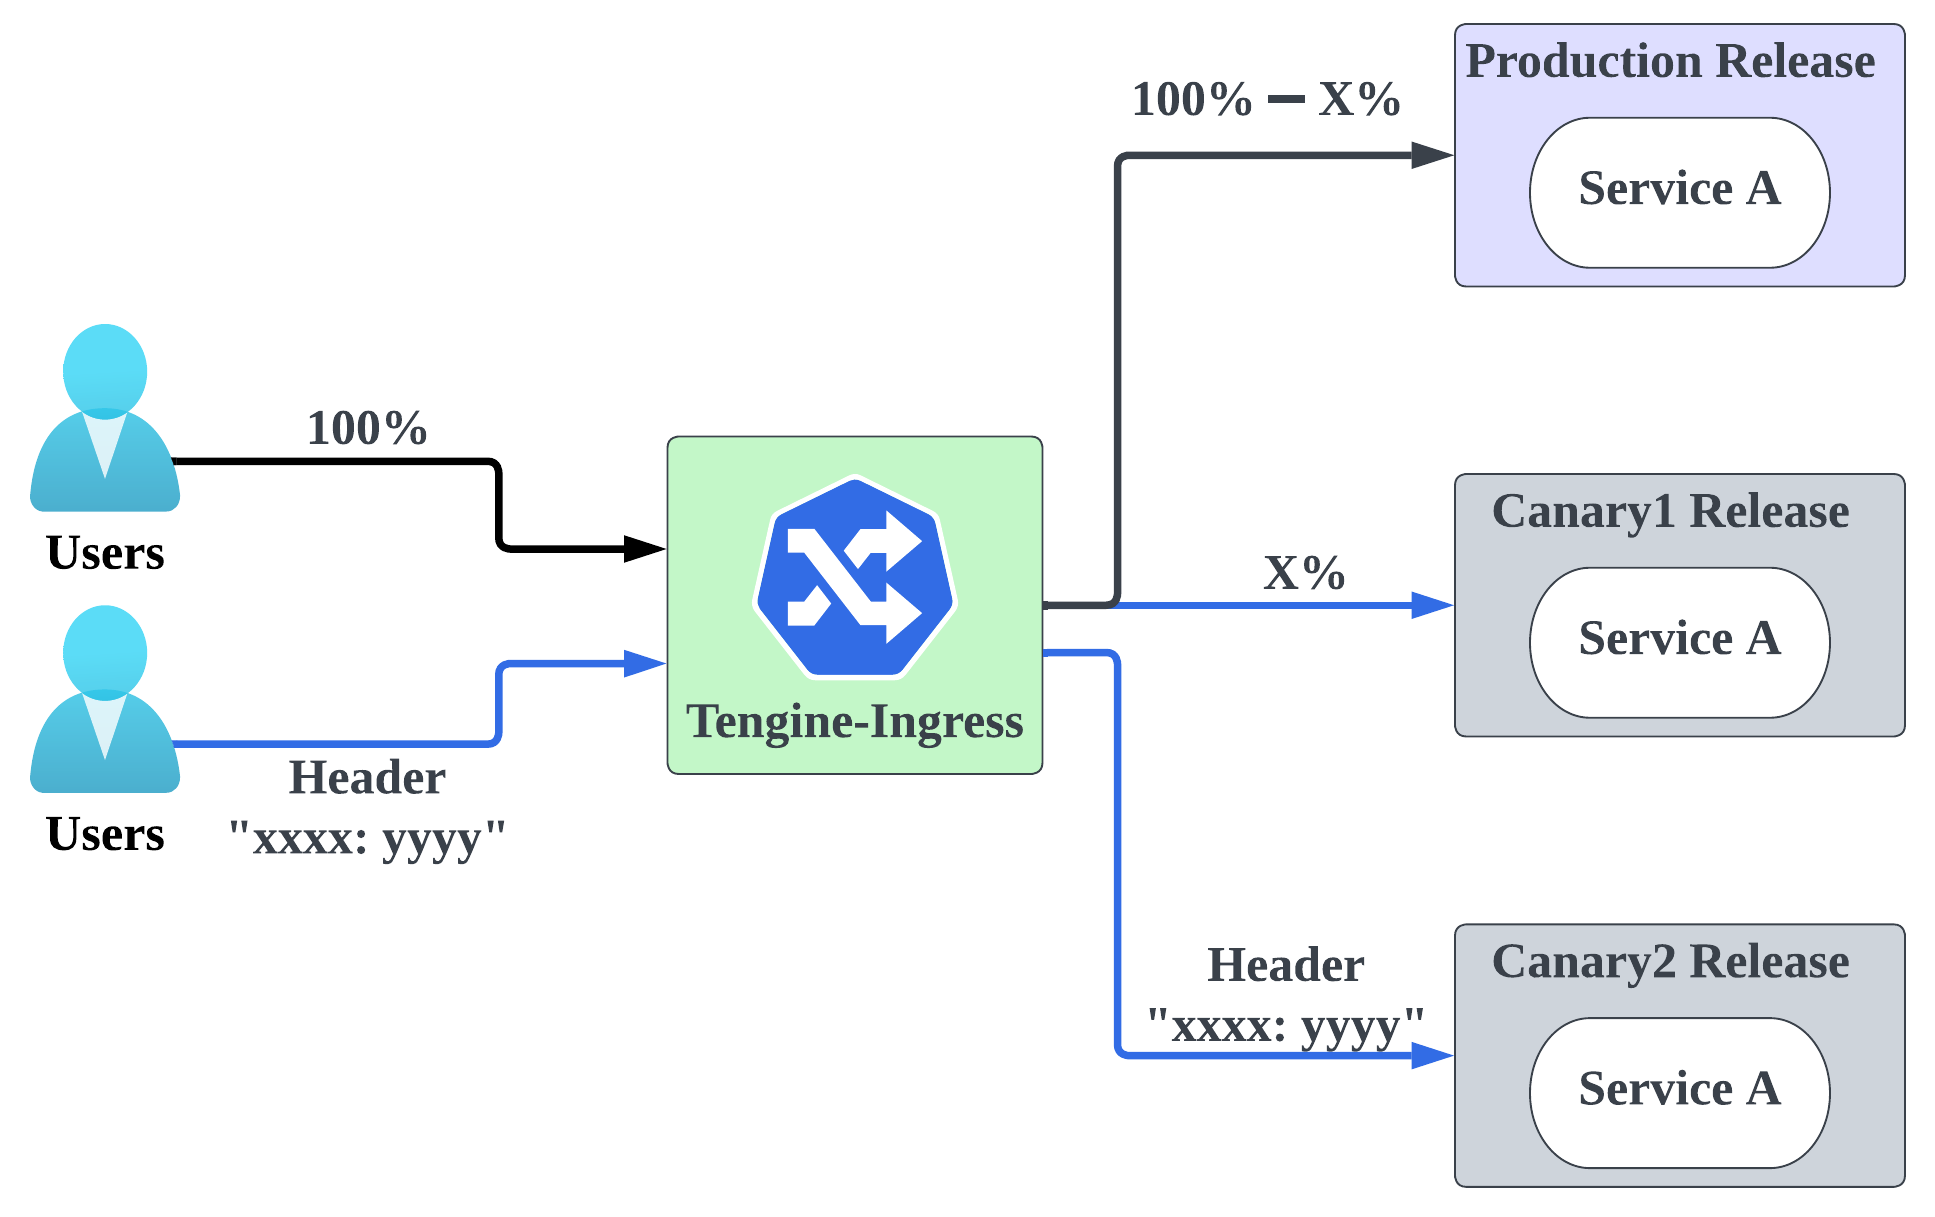 Production Release
100% — X%
Service A
100%
Users
Canary1 Release
X%
Service A
Tengine-Ingress
Header
"xxxx: yyyy"
Users
Header
"xxxx: yyyy"
Canary2 Release
Service A